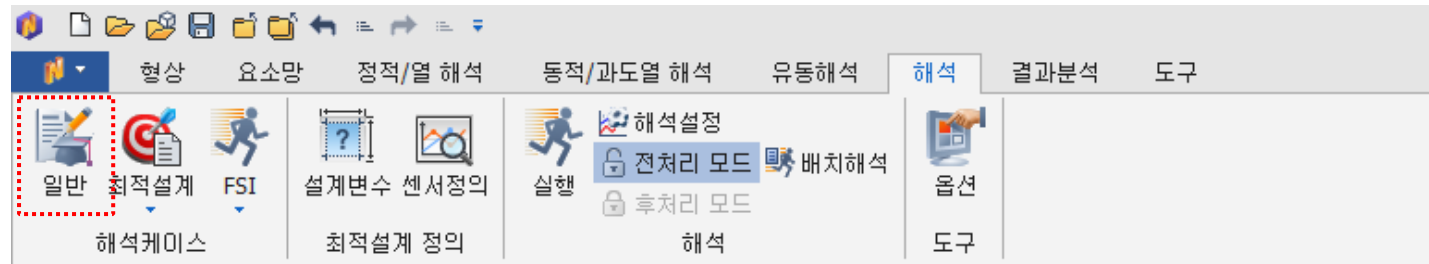 형상 요소망 정적/열 해석 동적/과도열 해석 유동해석 해석 결과분석 도구
일반 최적설계 FSI
해석케이스
? 설계변수 센서정의
최적설계 정의
실행
해석설정
전처리 모드 배치해석
후처리 모드
해석
옵션
도구